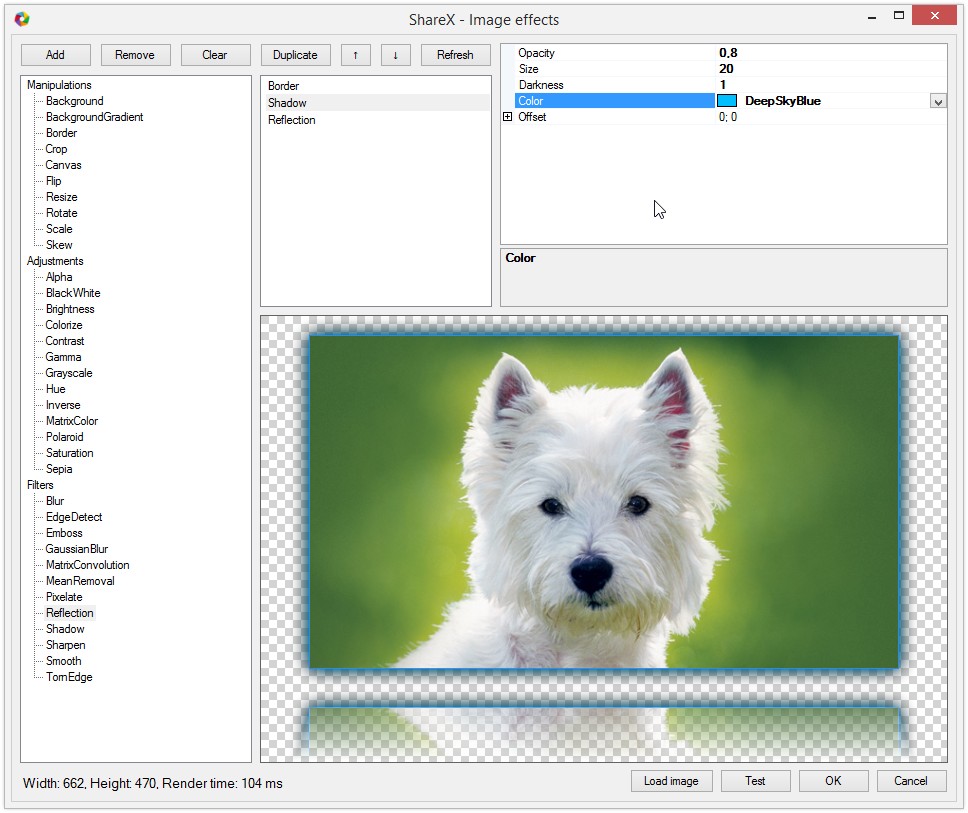 ShareX - Image effects
Add Remove Clear Duplicate ↑ ↓ Refresh
Manipulations
Background
BackgroundGradient
Border
Crop
Canvas
Flip
Resize
Rotate
Scale
Skew
Adjustments
Alpha
BlackWhite
Brightness
Colorize
Contrast
Gamma
Grayscale
Hue
Inverse
MatrixColor
Polaroid
Saturation
Sepia
Filters
Blur
EdgeDetect
Emboss
GaussianBlur
MatrixConvolution
MeanRemoval
Pixelate
Reflection
Shadow
Sharpen
Smooth
TornEdge
Border
Shadow
Reflection
Opacity 0,8
Size 20
Darkness 1
Color DeepSkyBlue
Offset 0; 0
Color
Width: 662, Height: 470, Render time: 104 ms
Load image Test OK Cancel